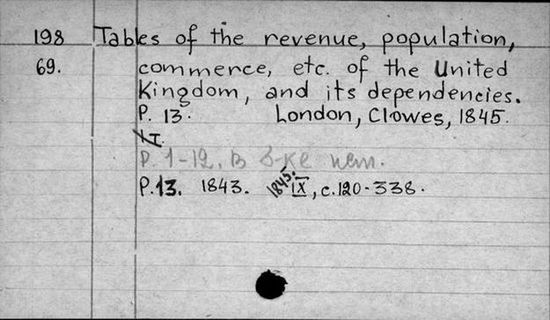 198 Tables of the revenue, population,
69. commerce, etc. of the United
Kingdom, and its dependencies.
P. 13. London, Clowes, 1845.
P. 1-12. в б-ке нет.
P.13. 1843. 1845. IX, c.120-338.